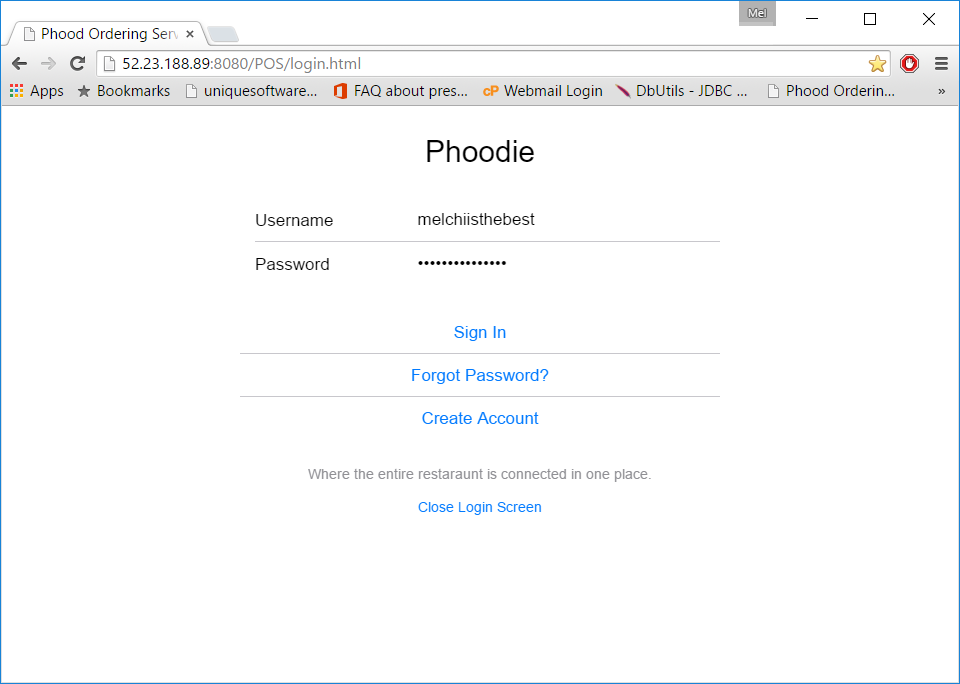 Mel
Phood Ordering Serv
52.23.188.89:8080/POS/login.html
Apps Bookmarks uniquesoftware... FAQ about pres... cP Webmail Login DbUtils - JDBC ... Phood Orderin... »
Phoodie
Username melchiisthebest
Password •••••••••••••••
Sign In
Forgot Password?
Create Account
Where the entire restaraunt is connected in one place.
Close Login Screen